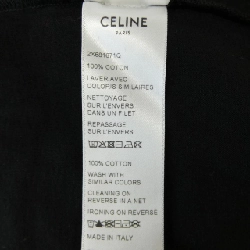 CELINE
PARIS
100% COTON
LAVER AVEC
COLORIS SIMILAIRES
NETTOYAGE
SUR L'ENVERS
DANS UN FILET
REPASSAGE
SUR L'ENVERS
100% COTTON
WASH WITH
SIMILAR COLORS
CLEANING ON
REVERSE IN A NET
IRONING ON REVERSE
MADE IN ITALY